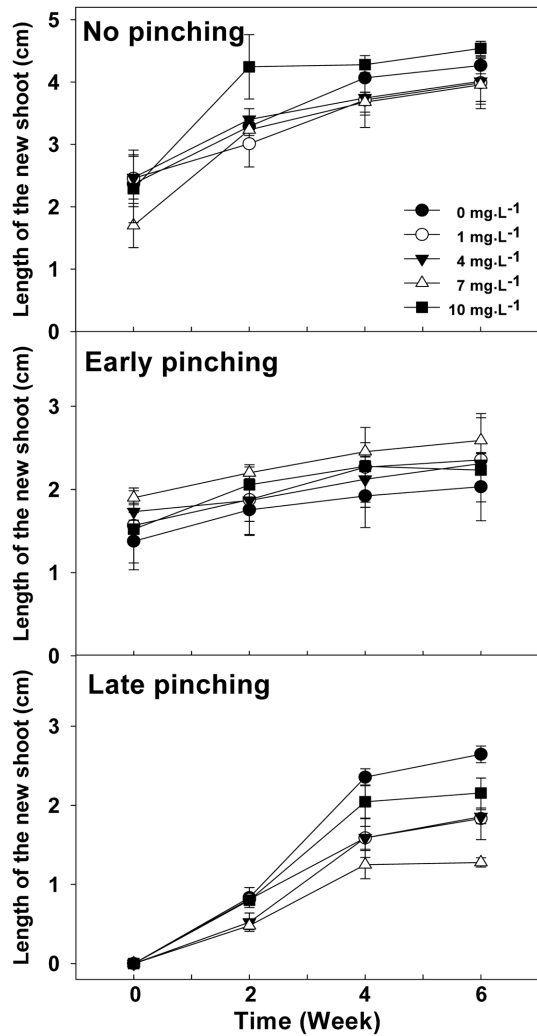 No pinching
Length of the new shoot (cm)
5
4
3
2
1
0
0 mg.L-1
1 mg.L-1
4 mg.L-1
7 mg.L-1
10 mg.L-1
Early pinching
Length of the new shoot (cm)
3
2
1
0
Late pinching
Length of the new shoot (cm)
3
2
1
0
0 2 4 6
Time (Week)